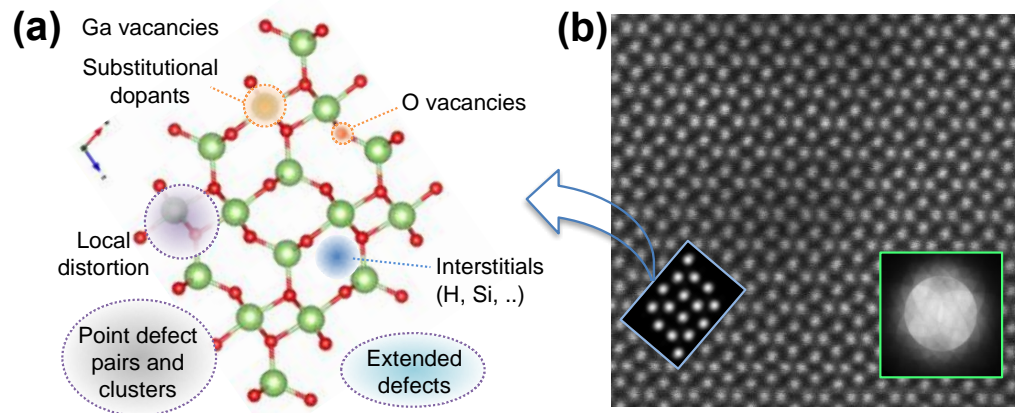 (a)
Ga vacancies
Substitutional
dopants
O vacancies
Local
distortion
Interstitials
(H, Si, ..)
Point defect
pairs and
clusters
Extended
defects
(b)